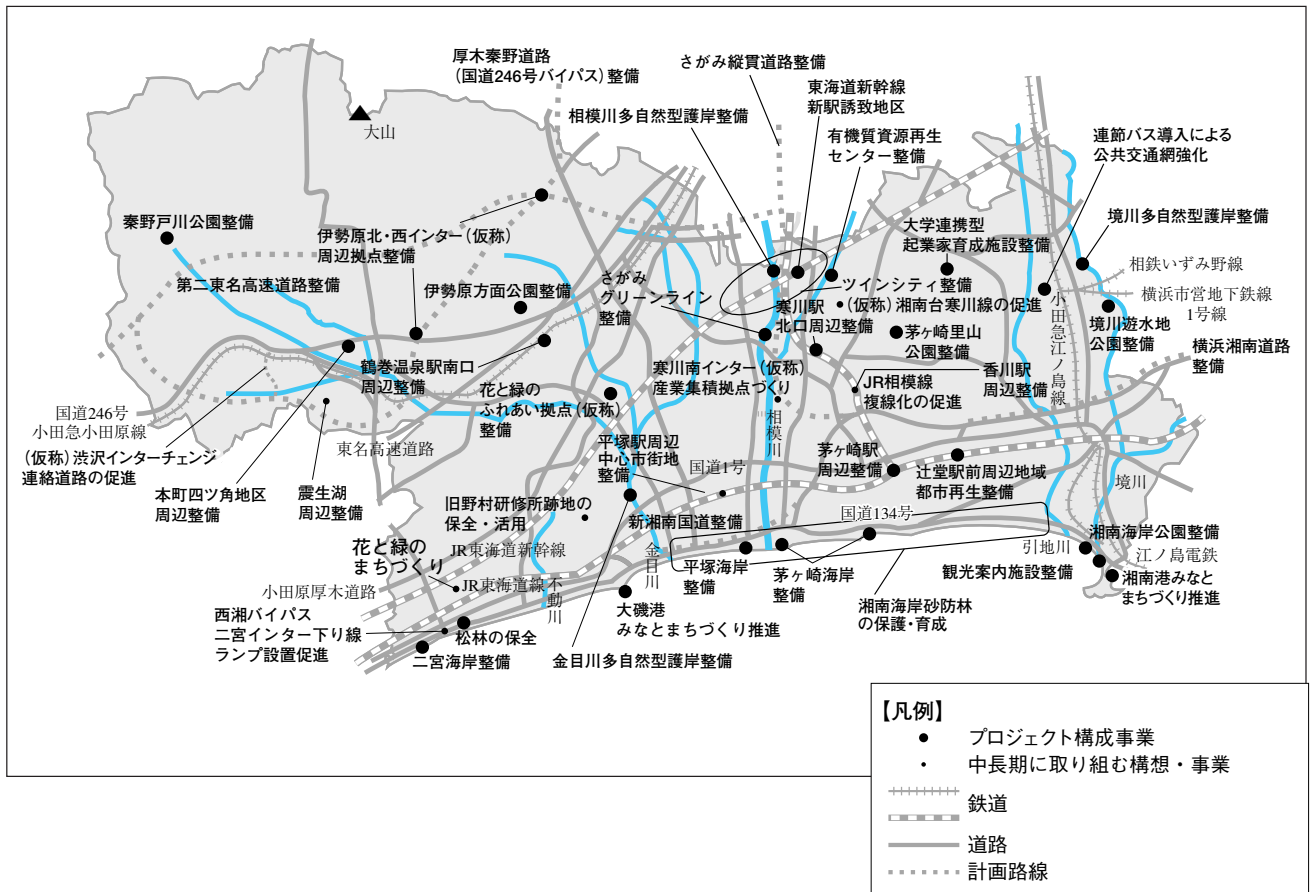 厚木秦野道路
(国道246号バイパス)整備
さがみ縦貫道路整備
東海道新幹線
新駅誘致地区
相模川多自然型護岸整備
有機質資源再生
センター整備
連節バス導入による
公共交通網強化
大山
秦野戸川公園整備
伊勢原北・西インター(仮称)
周辺拠点整備
大学連携型
起業家育成施設整備
境川多自然型護岸整備
第二東名高速道路整備
伊勢原方面公園整備
さがみ
グリーンライン
整備
ツインシティ整備
(仮称)湘南台寒川線の促進
相鉄いずみ野線
横浜市営地下鉄線
1号線
小田急江ノ島線
寒川駅
北口周辺整備
茅ヶ崎里山
公園整備
境川遊水地
公園整備
横浜湘南道路
整備
鶴巻温泉駅南口
周辺整備
寒川南インター(仮称)
産業集積拠点づくり
香川駅
周辺整備
JR相模線
複線化の促進
花と緑の
ふれあい拠点(仮称)
整備
国道246号
小田急小田原線
東名高速道路
相模川
(仮称)渋沢インターチェンジ
連絡道路の促進
平塚駅周辺
中心市街地
整備
国道1号
茅ヶ崎駅
周辺整備
辻堂駅前周辺地域
都市再生整備
境川
本町四ツ角地区
周辺整備
震生湖
周辺整備
旧野村研修所跡地の
保全・活用
新湘南国道整備
国道134号
湘南海岸公園整備
花と緑の
まちづくり
JR東海道新幹線
金目川
引地川
江ノ島電鉄
平塚海岸
整備
茅ヶ崎海岸
整備
観光案内施設整備
小田原厚木道路
JR東海道線
不動川
湘南港みなと
まちづくり推進
西湘バイパス
二宮インター下り線
ランプ設置促進
大磯港
みなとまちづくり推進
湘南海岸砂防林
の保護・育成
松林の保全
二宮海岸整備
金目川多自然型護岸整備
【凡例】
プロジェクト構成事業
中長期に取り組む構想・事業
鉄道
道路
計画路線